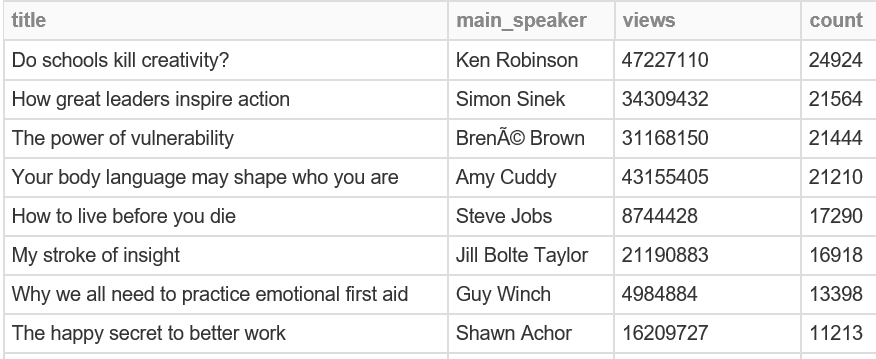 title main_speaker views count
Do schools kill creativity? Ken Robinson 47227110 24924
How great leaders inspire action Simon Sinek 34309432 21564
The power of vulnerability BrenÃ© Brown 31168150 21444
Your body language may shape who you are Amy Cuddy 43155405 21210
How to live before you die Steve Jobs 8744428 17290
My stroke of insight Jill Bolte Taylor 21190883 16918
Why we all need to practice emotional first aid Guy Winch 4984884 13398
The happy secret to better work Shawn Achor 16209727 11213